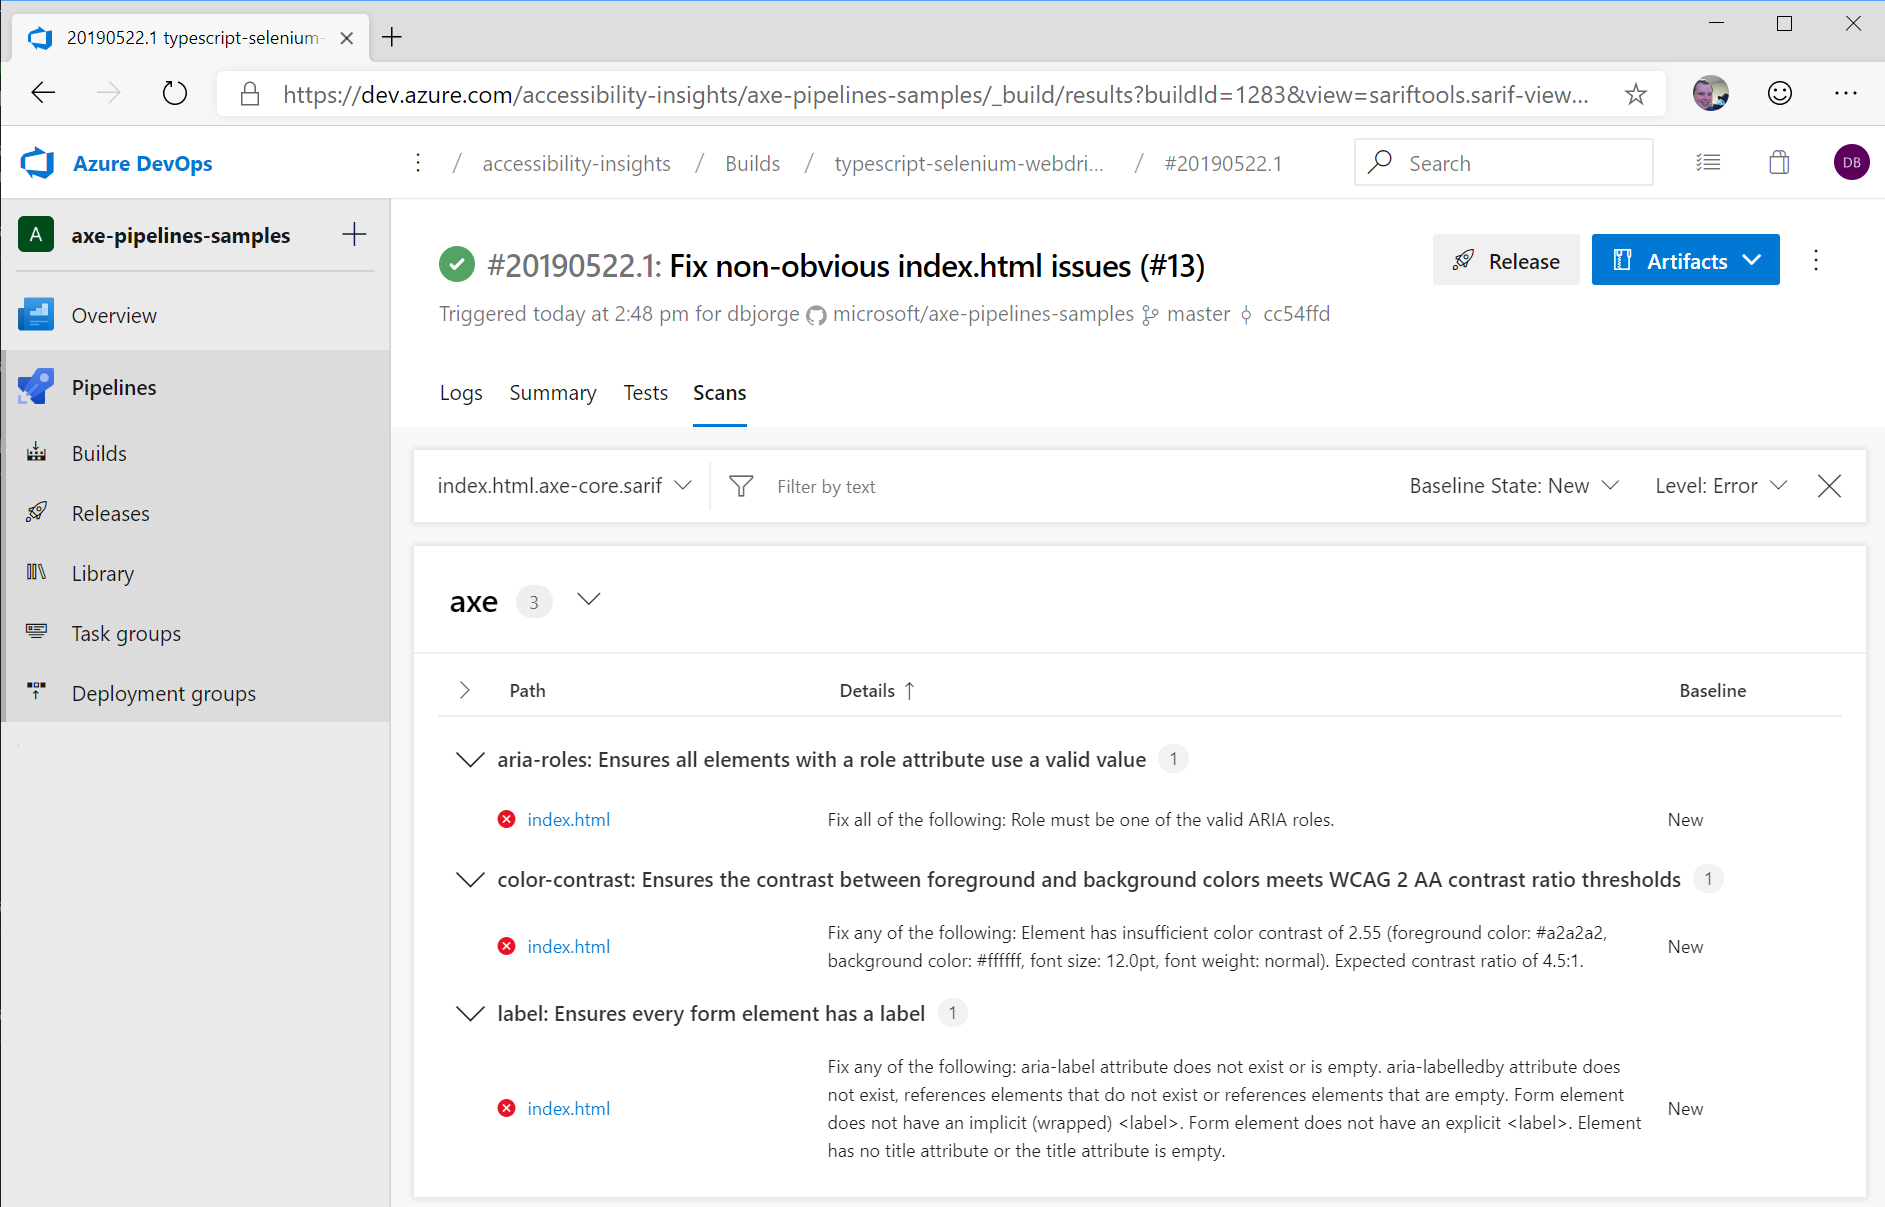 20190522.1 typescript-selenium-
https://dev.azure.com/accessibility-insights/axe-pipelines-samples/_build/results?buildId=1283&view=sariftools.sarif-view...
Azure DevOps
/ accessibility-insights / Builds / typescript-selenium-webdri... / #20190522.1
Search
DB
A
axe-pipelines-samples
Overview
Pipelines
Builds
Releases
Library
Task groups
Deployment groups
#20190522.1: Fix non-obvious index.html issues (#13)
Release
Artifacts
Triggered today at 2:48 pm for dbjorge microsoft/axe-pipelines-samples master cc54ffd
Logs Summary Tests Scans
index.html.axe-core.sarif
Filter by text
Baseline State: New
Level: Error
axe 3
Path Details ↑ Baseline
aria-roles: Ensures all elements with a role attribute use a valid value 1
index.html Fix all of the following: Role must be one of the valid ARIA roles. New
color-contrast: Ensures the contrast between foreground and background colors meets WCAG 2 AA contrast ratio thresholds 1
index.html
Fix any of the following: Element has insufficient color contrast of 2.55 (foreground color: #a2a2a2,
background color: #ffffff, font size: 12.0pt, font weight: normal). Expected contrast ratio of 4.5:1.
New
label: Ensures every form element has a label 1
index.html
Fix any of the following: aria-label attribute does not exist or is empty. aria-labelledby attribute does
not exist, references elements that do not exist or references elements that are empty. Form element
does not have an implicit (wrapped) <label>. Form element does not have an explicit <label>. Element
has no title attribute or the title attribute is empty.
New